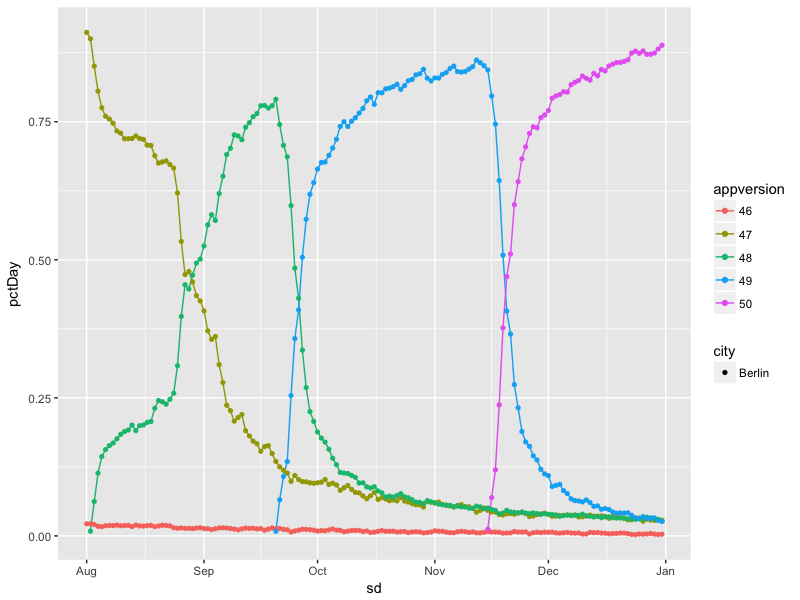 pctDay
0.75
0.50
0.25
0.00
Aug
Sep
Oct
Nov
Dec
Jan
sd
appversion
46
47
48
49
50
city
Berlin